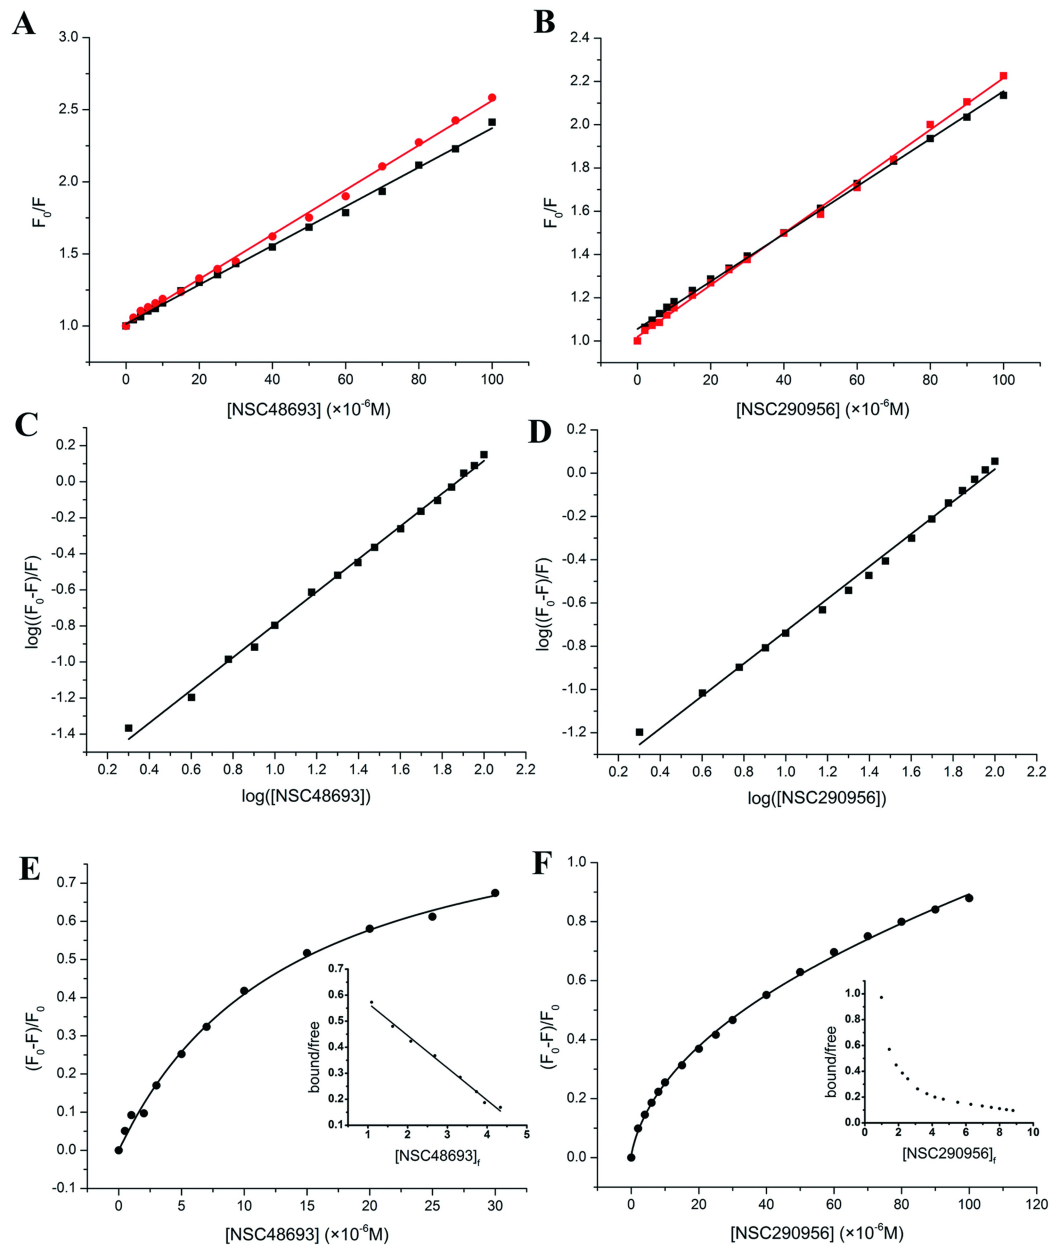 A
3.0
2.5
2.0
1.5
1.0
F0/F
0 20 40 60 80 100
[NSC48693] (×10-6M)
B
2.4
2.2
2.0
1.8
1.6
1.4
1.2
1.0
F0/F
0 20 40 60 80 100
[NSC290956] (×10-6M)
C
0.2
0.0
-0.2
-0.4
-0.6
-0.8
-1.0
-1.2
-1.4
log((F0-F)/F)
0.2 0.4 0.6 0.8 1.0 1.2 1.4 1.6 1.8 2.0 2.2
log([NSC48693])
D
0.2
0.0
-0.2
-0.4
-0.6
-0.8
-1.0
-1.2
log((F0-F)/F)
0.2 0.4 0.6 0.8 1.0 1.2 1.4 1.6 1.8 2.0 2.2
log([NSC290956])
E
0.7
0.6
0.5
0.4
0.3
0.2
0.1
0.0
-0.1
(F0-F)/F0
0 5 10 15 20 25 30
[NSC48693] (×10-6M)
0.7
0.6
0.5
0.4
0.3
0.2
0.1
bound/free
1 2 3 4 5
[NSC48693]f
F
1.0
0.8
0.6
0.4
0.2
0.0
(F0-F)/F0
0 20 40 60 80 100 120
[NSC290956] (×10-6M)
1.0
0.8
0.6
0.4
0.2
0.0
bound/free
0 2 4 6 8 10
[NSC290956]f